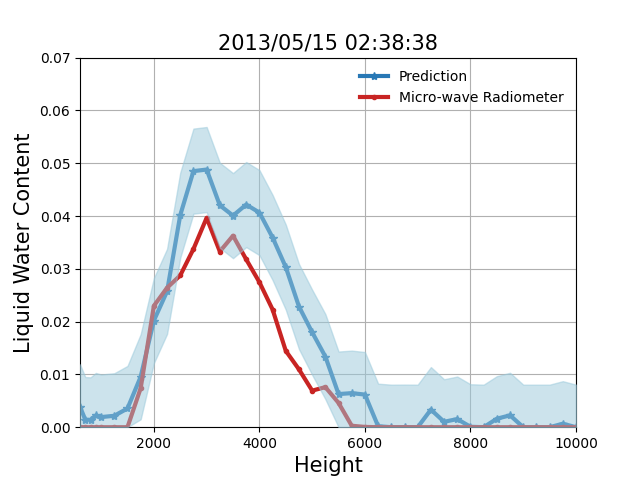 2013/05/15 02:38:38
0.07
0.06
0.05
0.04
0.03
0.02
0.01
0.00
Liquid Water Content
Prediction
Micro-wave Radiometer
2000 4000 6000 8000 10000
Height